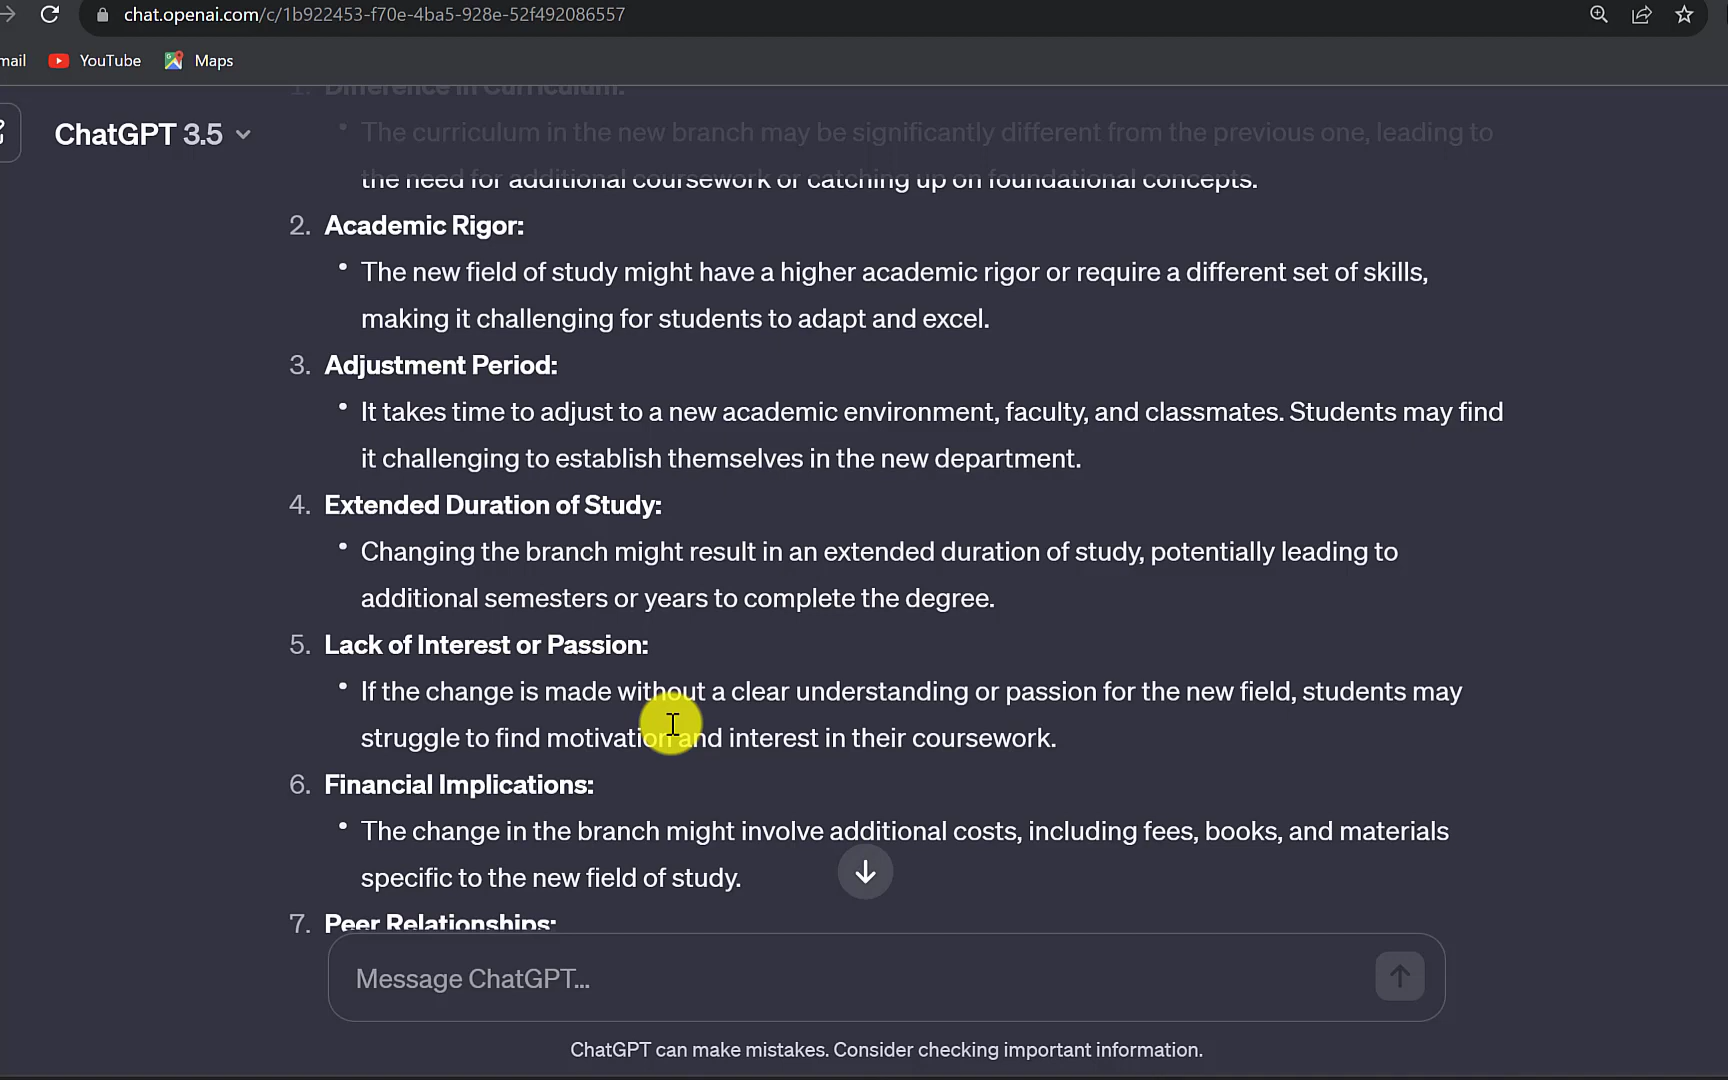 chat.openai.com/c/1b922453-f70e-4ba5-928e-52f492086557
mail YouTube Maps
1. Difference in Curriculum:
ChatGPT 3.5
• The curriculum in the new branch may be significantly different from the previous one, leading to
the need for additional coursework or catching up on foundational concepts.
2. Academic Rigor:
• The new field of study might have a higher academic rigor or require a different set of skills,
making it challenging for students to adapt and excel.
3. Adjustment Period:
• It takes time to adjust to a new academic environment, faculty, and classmates. Students may find
it challenging to establish themselves in the new department.
4. Extended Duration of Study:
• Changing the branch might result in an extended duration of study, potentially leading to
additional semesters or years to complete the degree.
5. Lack of Interest or Passion:
• If the change is made without a clear understanding or passion for the new field, students may
struggle to find motivation and interest in their coursework.
6. Financial Implications:
• The change in the branch might involve additional costs, including fees, books, and materials
specific to the new field of study.
7. Peer Relationships:
Message ChatGPT...
ChatGPT can make mistakes. Consider checking important information.